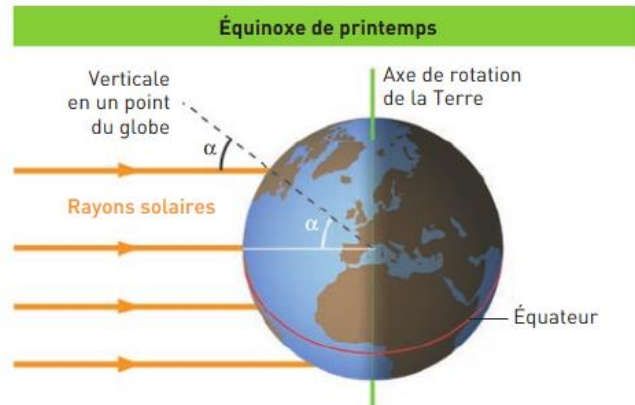 Équinoxe de printemps
Verticale
en un point
du globe
Axe de rotation
de la Terre
α
Rayons solaires
α
Équateur